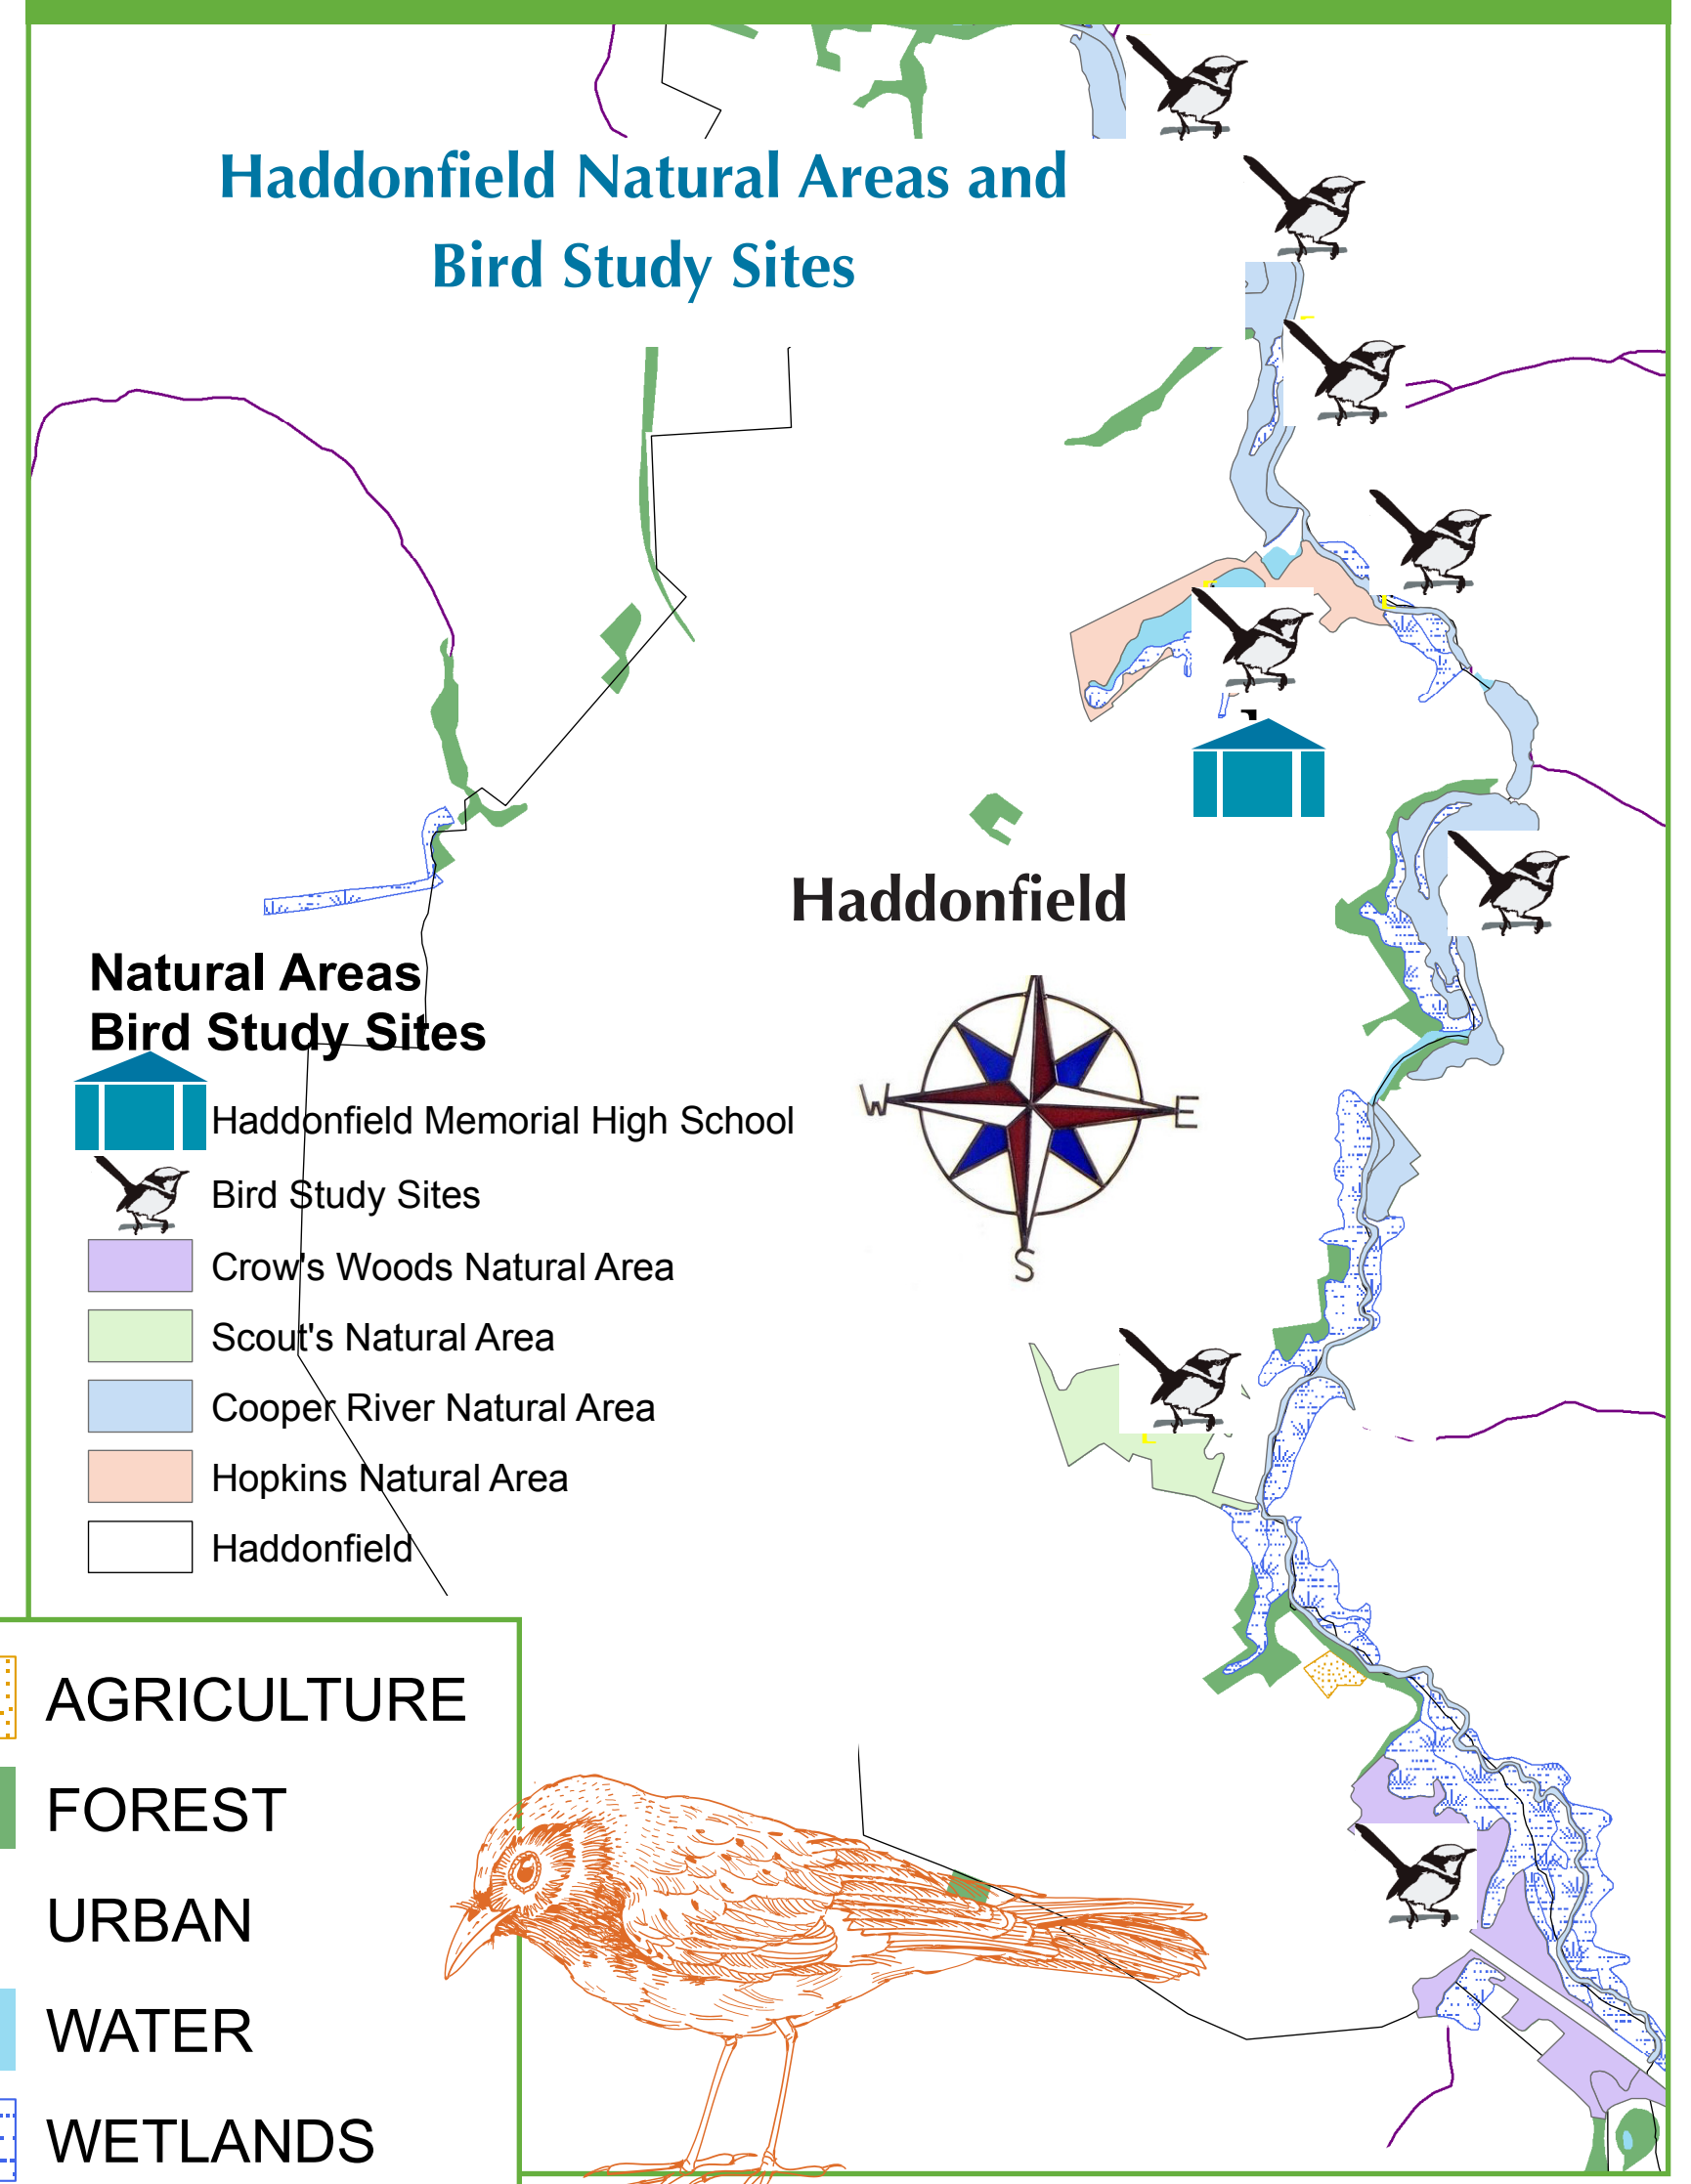 Haddonfield Natural Areas and
Bird Study Sites
Haddonfield
Natural Areas
Bird Study Sites
Haddonfield Memorial High School
Bird Study Sites
Crow's Woods Natural Area
Scout's Natural Area
Cooper River Natural Area
Hopkins Natural Area
Haddonfield
W
E
S
AGRICULTURE
FOREST
URBAN
WATER
WETLANDS